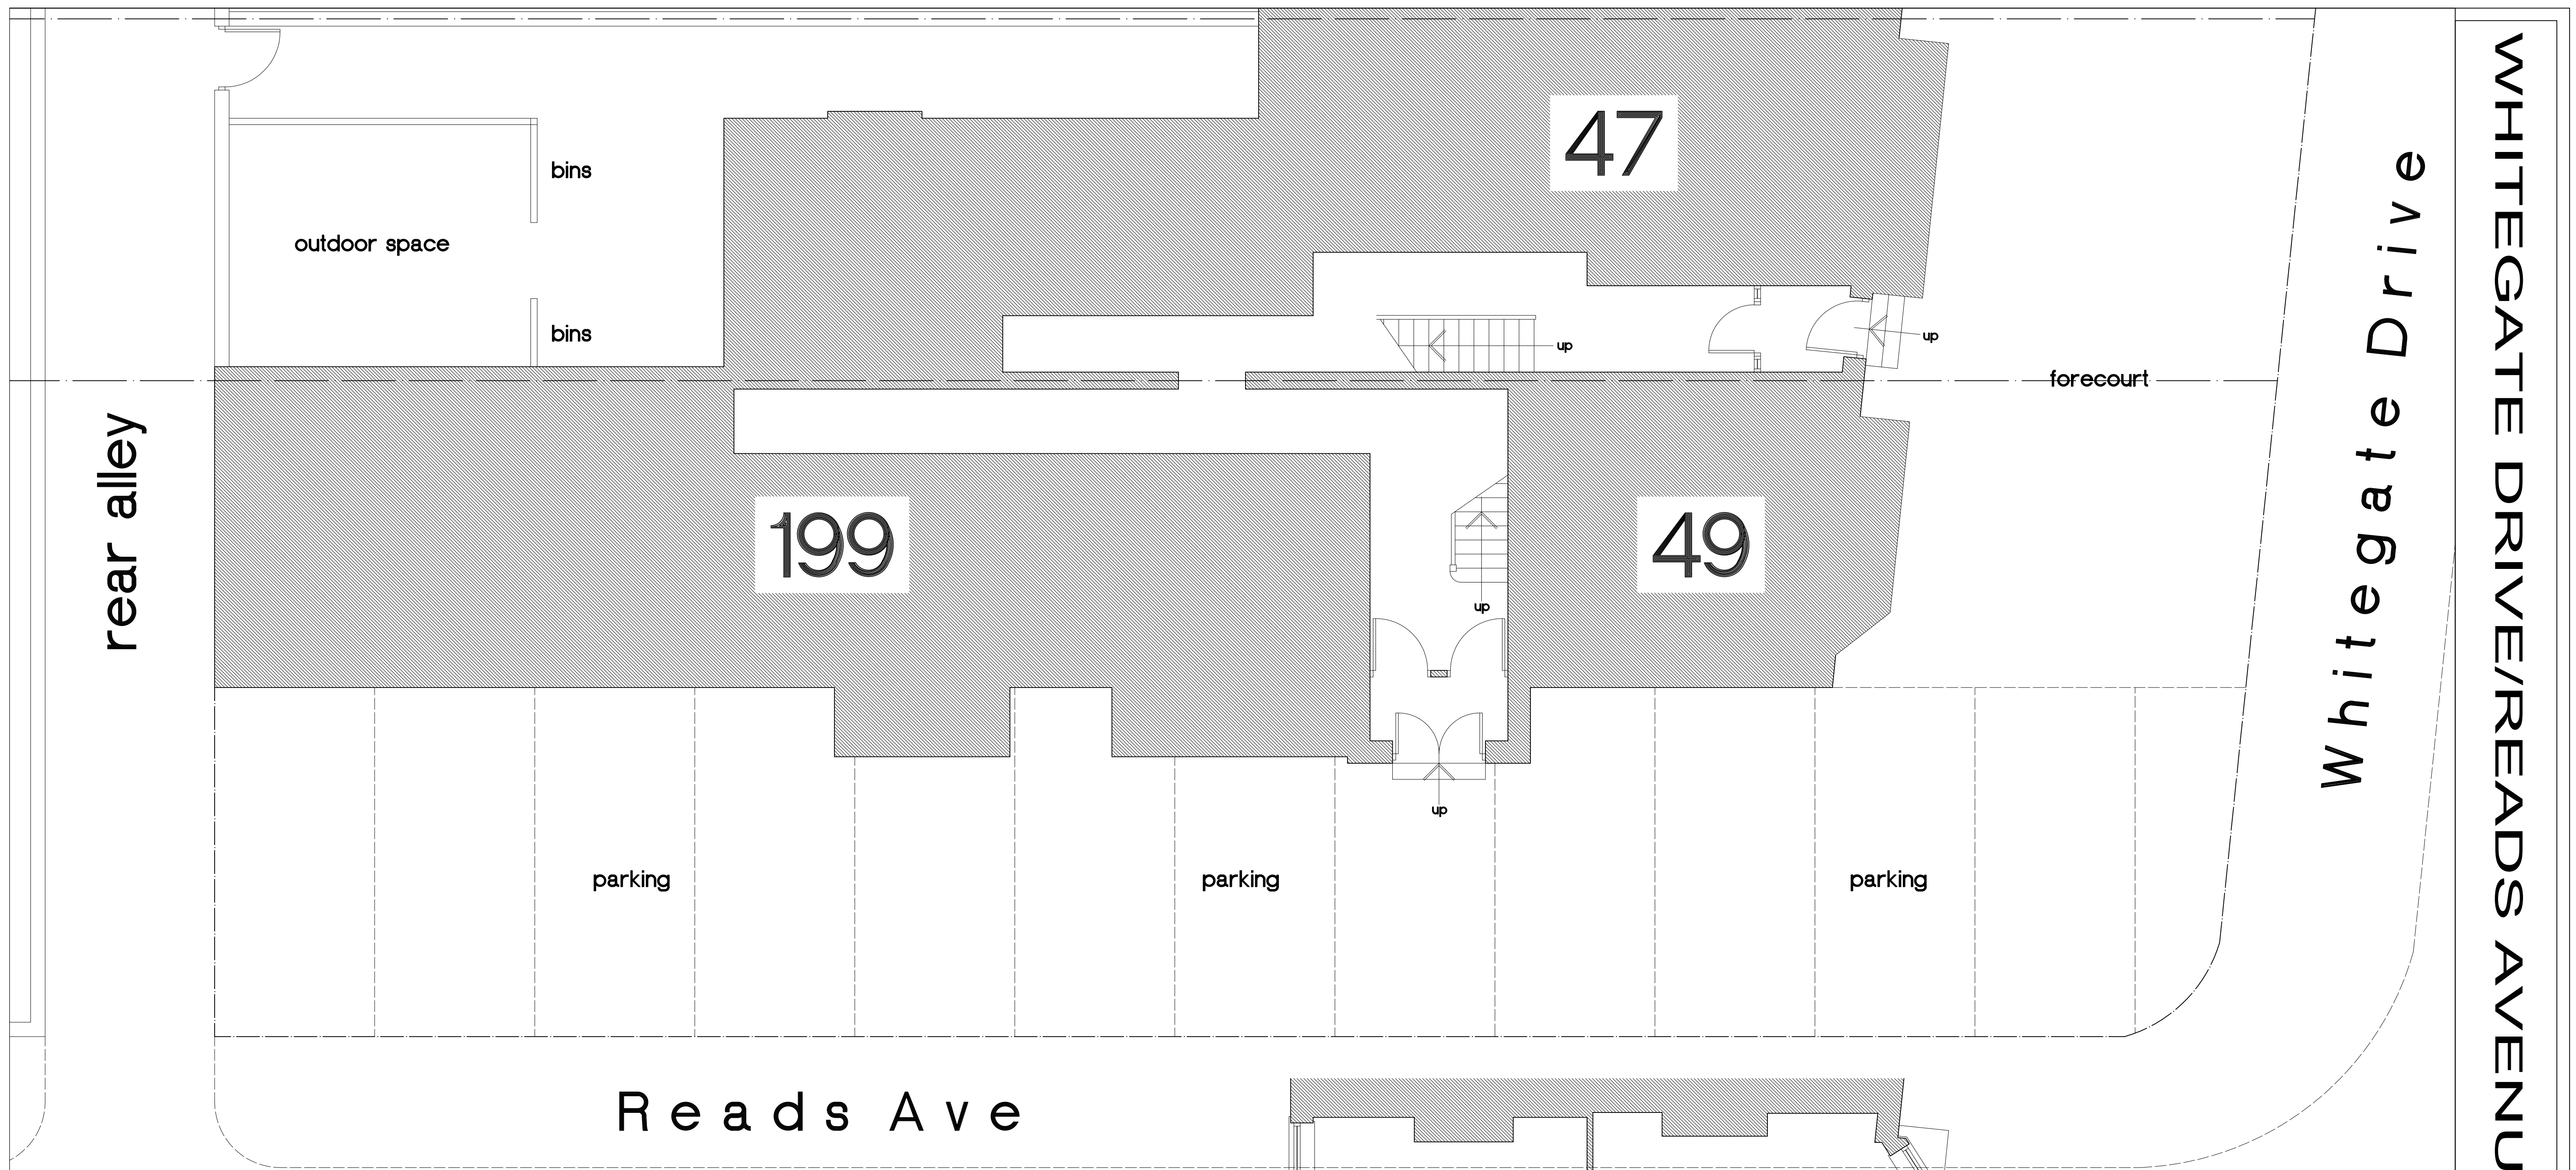 47
bins
outdoor space
bins
up
up
forecourt
rear alley
199
49
up
up
parking
parking
parking
Whitegate Drive
Reads Ave
WHITEGATE DRIVE/READS AVENU